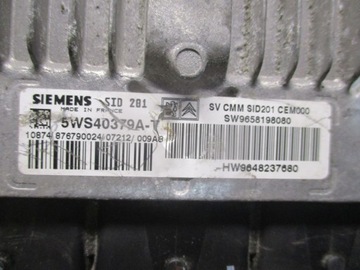 SIEMENS SID 201
MADE IN FRANCE
5WS40379A-T
10874 876790024/07212/ 009AB
SV CMM SID201 CEM000
SW9658198080
HW9648237680